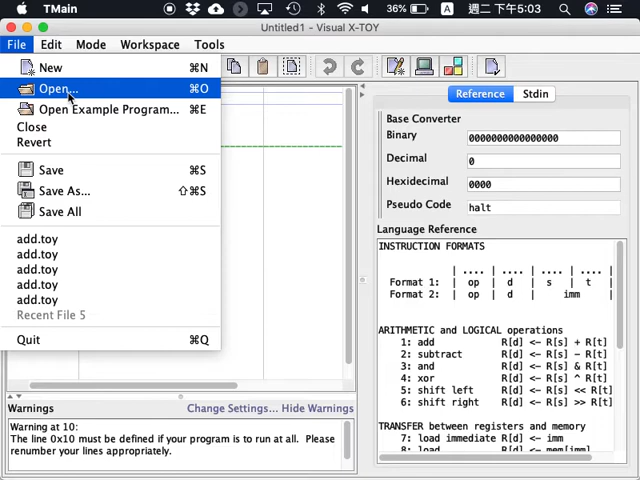 TMain
36%
A
週二下午5:03
Untitled1 - Visual X-TOY
File Edit Mode Workspace Tools
New ⌘N
Open... ⌘O
Open Example Program... ⌘E
Close
Revert
Save ⌘S
Save As... ⇧⌘S
Save All
add.toy
add.toy
add.toy
add.toy
add.toy
Recent File 5
Quit ⌘Q
Warnings Change Settings... Hide Warnings
Warning at 10:
The line 0x10 must be defined if your program is to run at all. Please
renumber your lines appropriately.
Reference Stdin
Base Converter
Binary 0000000000000000
Decimal 0
Hexidecimal 0000
Pseudo Code halt
Language Reference
INSTRUCTION FORMATS
| .... | .... | .... | .... |
Format 1: | op | d | s | t |
Format 2: | op | d | imm |
ARITHMETIC and LOGICAL operations
1: add R[d] <- R[s] + R[t]
2: subtract R[d] <- R[s] - R[t]
3: and R[d] <- R[s] & R[t]
4: xor R[d] <- R[s] ^ R[t]
5: shift left R[d] <- R[s] << R[t]
6: shift right R[d] <- R[s] >> R[t]
TRANSFER between registers and memory
7: load immediate R[d] <- imm
8: load R[d] <- mem[imm]